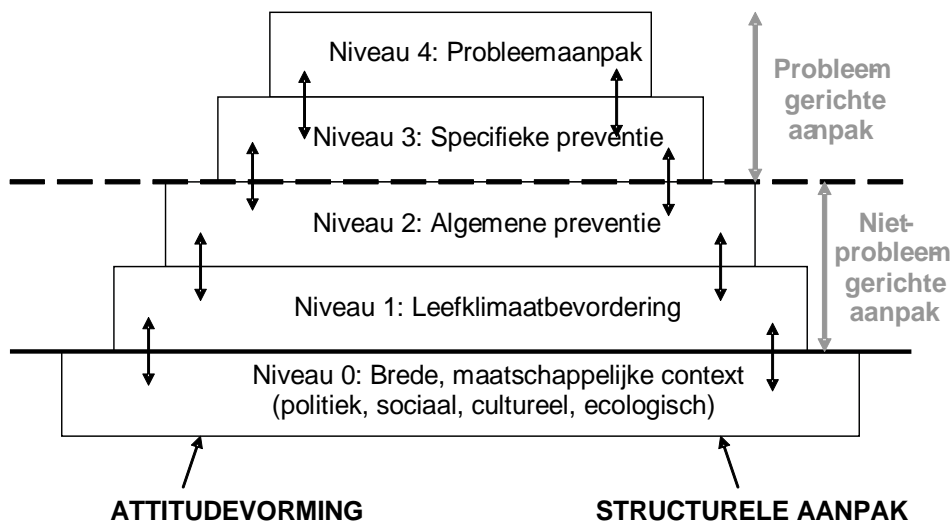 Niveau 4: Probleemaanpak
Niveau 3: Specifieke preventie
Niveau 2: Algemene preventie
Niveau 1: Leefklimaatbevordering
Niveau 0: Brede, maatschappelijke context
(politiek, sociaal, cultureel, ecologisch)
Probleem-
gerichte
aanpak
Niet-
probleem-
gerichte
aanpak
ATTITUDEVORMING
STRUCTURELE AANPAK